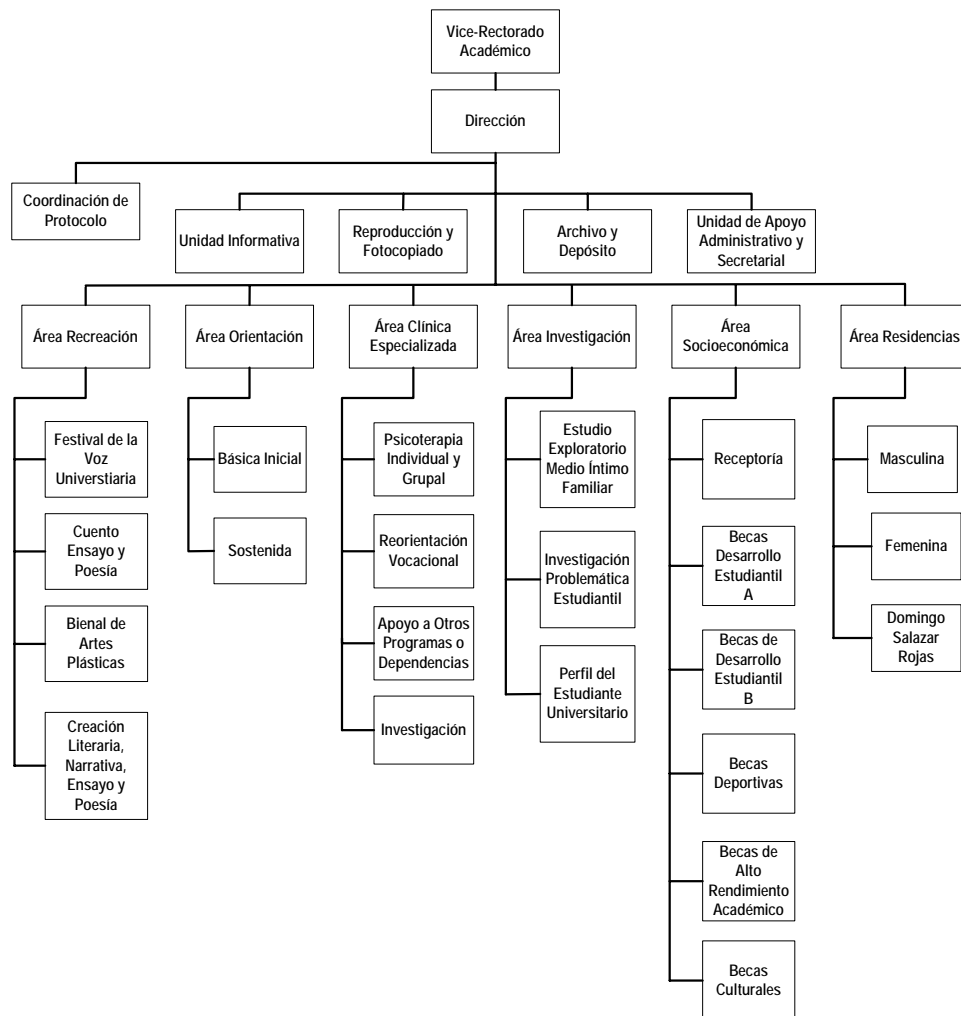 Vice-Rectorado
Académico
Dirección
Coordinación de
Protocolo
Unidad Informativa
Reproducción y
Fotocopiado
Archivo y
Depósito
Unidad de Apoyo
Administrativo y
Secretarial
Área Recreación
Área Orientación
Área Clínica
Especializada
Área Investigación
Área
Socioeconómica
Área Residencias
Festival de la
Voz
Universtiaria
Cuento
Ensayo y
Poesía
Bienal de
Artes
Plásticas
Creación
Literaria,
Narrativa,
Ensayo y
Poesía
Básica Inicial
Sostenida
Psicoterapia
Individual y
Grupal
Reorientación
Vocacional
Apoyo a Otros
Programas o
Dependencias
Investigación
Estudio
Exploratorio
Medio Íntimo
Familiar
Investigación
Problemática
Estudiantil
Perfil del
Estudiante
Universitario
Receptoría
Becas
Desarrollo
Estudiantil
A
Becas de
Desarrollo
Estudiantil
B
Becas
Deportivas
Becas de
Alto
Rendimiento
Académico
Becas
Culturales
Masculina
Femenina
Domingo
Salazar
Rojas